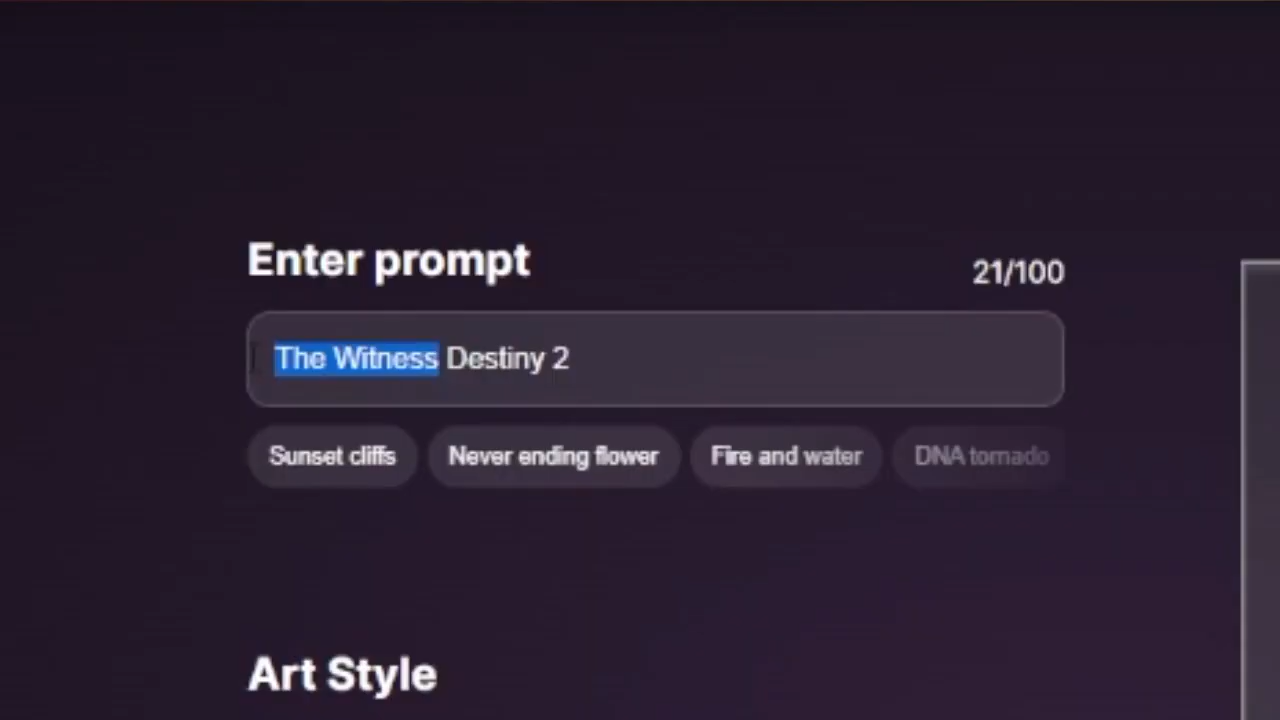 Enter prompt
21/100
The Witness Destiny 2
Sunset cliffs Never ending flower Fire and water DNA tornado
Art Style